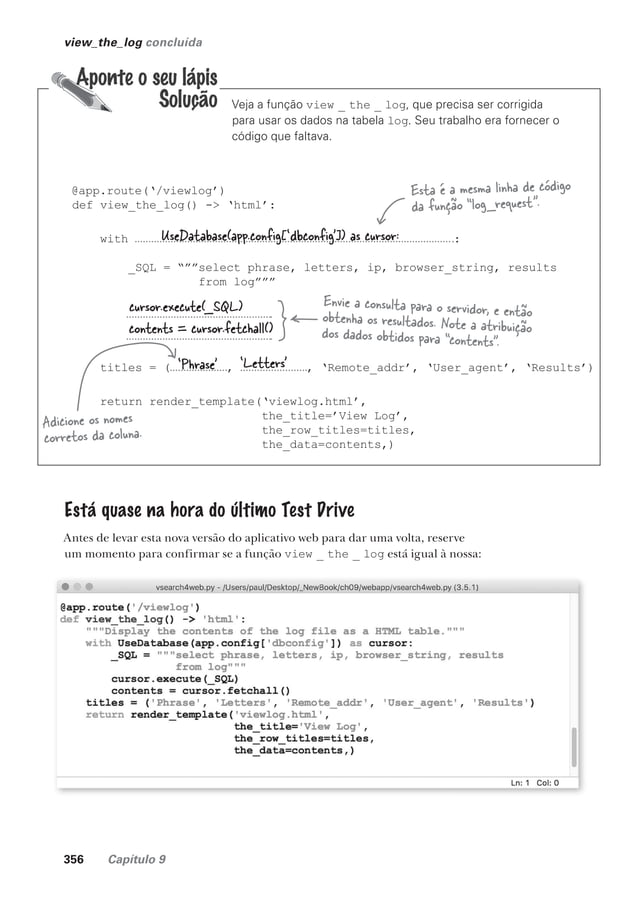 view_the_log concluída
Aponte o seu lápis
Solução
Veja a função view _ the _ log, que precisa ser corrigida
para usar os dados na tabela log. Seu trabalho era fornecer o
código que faltava.
@app.route(‘/viewlog’)
def view_the_log() -> ‘html’:
Esta é a mesma linha de código
da função “log_request”.
with UseDatabase(app.config[‘dbconfig’]) as cursor: :
_SQL = “””select phrase, letters, ip, browser_string, results
from log”””
cursor.execute(_SQL)
contents = cursor.fetchall()
Envie a consulta para o servidor, e então
obtenha os resultados. Note a atribuição
dos dados obtidos para “contents”.
titles = (‘Phrase’, ‘Letters’, ‘Remote_addr’, ‘User_agent’, ‘Results’)
Adicione os nomes
corretos da coluna.
return render_template(‘viewlog.html’,
the_title=’View Log’,
the_row_titles=titles,
the_data=contents,)
Está quase na hora do último Test Drive
Antes de levar esta nova versão do aplicativo web para dar uma volta, reserve
um momento para confirmar se a função view _ the _ log está igual à nossa:
vsearch4web.py - /Users/paul/Desktop/_NewBook/ch09/webapp/vsearch4web.py (3.5.1)
@app.route('/viewlog')
def view_the_log() -> 'html':
"""Display the contents of the log file as a HTML table."""
with UseDatabase(app.config['dbconfig']) as cursor:
_SQL = """select phrase, letters, ip, browser_string, results
from log"""
cursor.execute(_SQL)
contents = cursor.fetchall()
titles = ('Phrase', 'Letters', 'Remote_addr', 'User_agent', 'Results')
return render_template('viewlog.html',
the_title='View Log',
the_row_titles=titles,
the_data=contents,)
Ln: 1 Col: 0
356 Capítulo 9